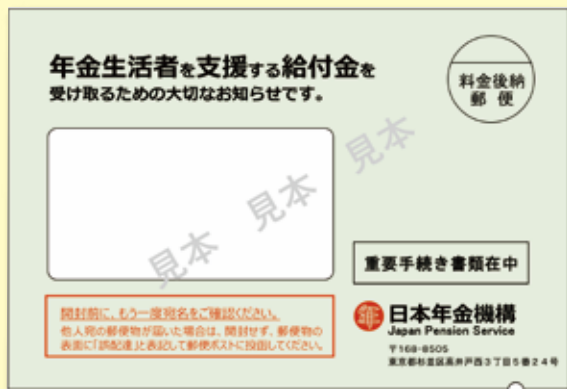 年金生活者を支援する給付金を
受け取るための大切なお知らせです。
料金後納
郵便
見本 見本 見本
重要手続き書類在中
開封前に、もう一度宛名をご確認ください。
他人宛の郵便物が届いた場合は、開封せず、郵便物の
表面に「誤配達」と表記して郵便ポストに投函してください。
日本年金機構
Japan Pension Service
〒168-8505
東京都杉並区高井戸西3丁目5番24号